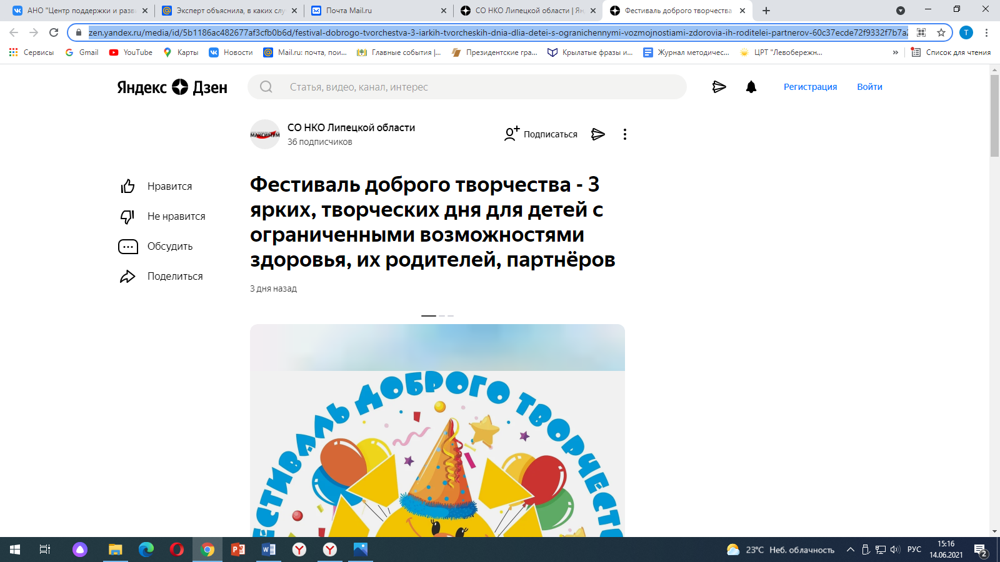 АНО "Центр поддержки и разви
Эксперт объяснила, в каких слу
Почта Mail.ru
СО НКО Липецкой области | Ян
Фестиваль доброго творчества
zen.yandex.ru/media/id/5b1186ac482677af3cfb0b6d/festival-dobrogo-tvorchestva-3-iarkih-tvorcheskih-dnia-dlia-detei-s-ogranichennymi-vozmojnostiami-zdorovia-ih-roditelei-partnerov-60c37ecde72f9332f7b7a2
T
Сервисы Gmail YouTube Карты Новости Mail.ru: почта, пои... Главные события |... Президентские гра... Крылатые фразы и... Журнал методичес... ЦРТ "Левобережн... » Список для чтения
Яндекс Дзен
Статья, видео, канал, интерес
Регистрация
Войти
МАКСИМУМ
СО НКО Липецкой области
36 подписчиков
Подписаться
Нравится
Не нравится
Обсудить
Поделиться
Фестиваль доброго творчества - 3
ярких, творческих дня для детей с
ограниченными возможностями
здоровья, их родителей, партнёров
3 дня назад
ЕСТИВАЛЬ ДОБРОГО ТВОРЧЕСТВ
23°C Неб. облачность
РУС
15:16
14.06.2021
2